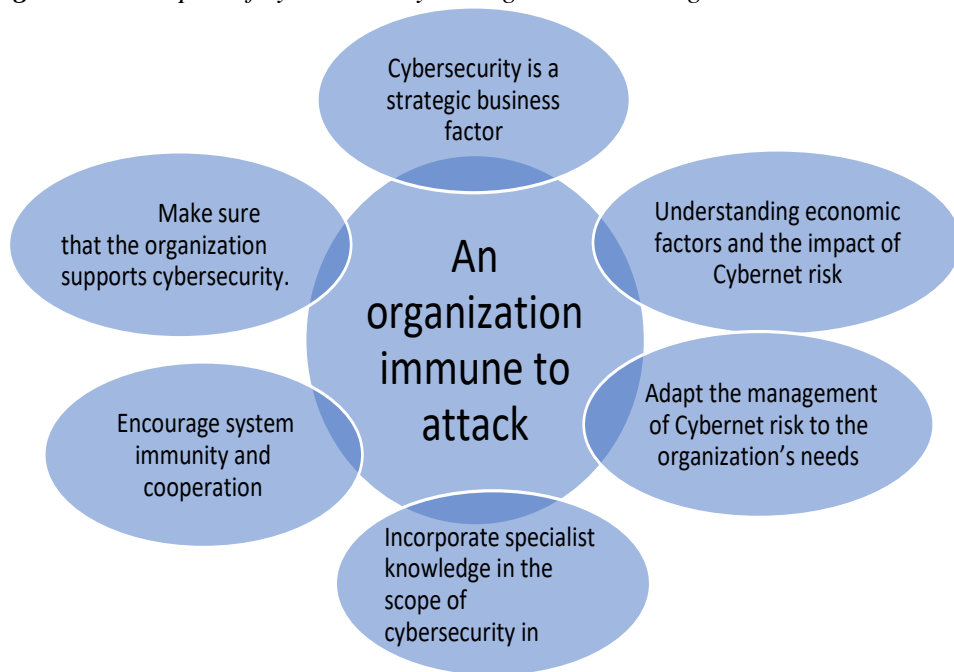 Cybersecurity is a
strategic business
factor
Understanding economic
factors and the impact of
Cybernet risk
Adapt the management
of Cybernet risk to the
organization’s needs
Incorporate specialist
knowledge in the
scope of
cybersecurity in
Encourage system
immunity and
cooperation
Make sure
that the organization
supports cybersecurity.
An
organization
immune to
attack